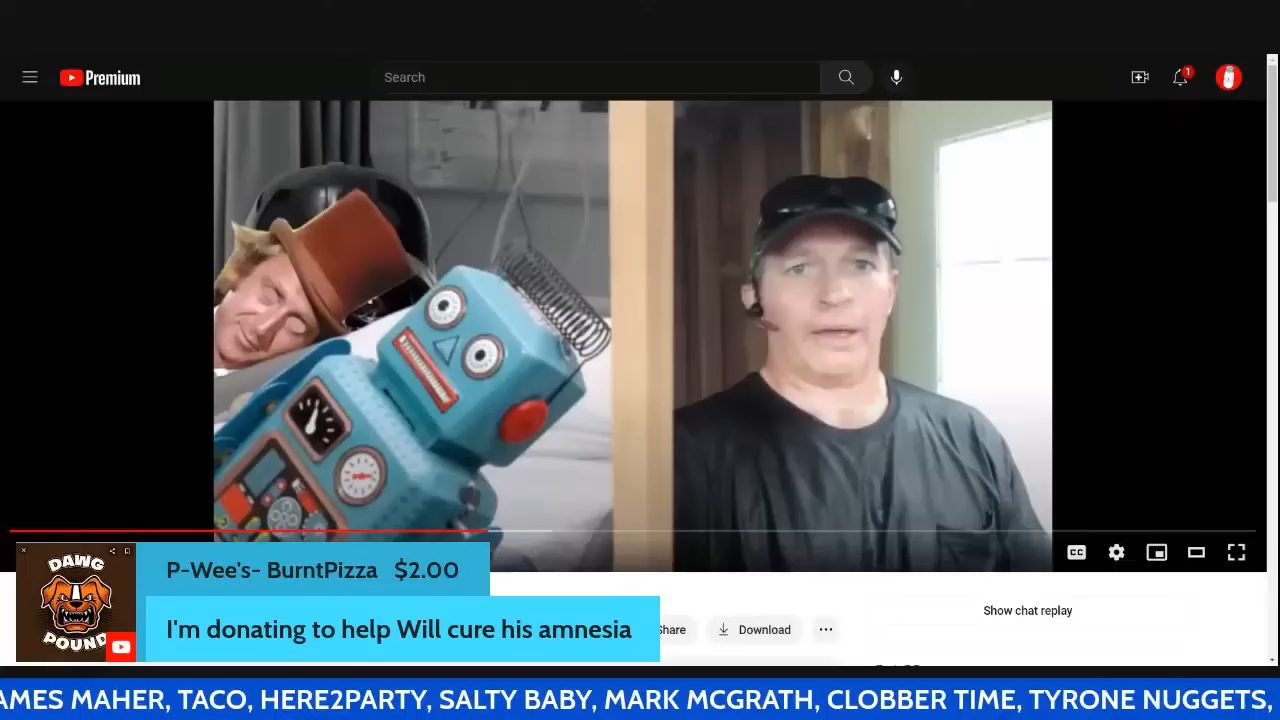 Premium
Search
1
DAWG
POUND
P-Wee's- BurntPizza $2.00
I'm donating to help Will cure his amnesia
CC
Show chat replay
Share
Download
AMES MAHER, TACO, HERE2PARTY, SALTY BABY, MARK MCGRATH, CLOBBER TIME, TYRONE NUGGETS,